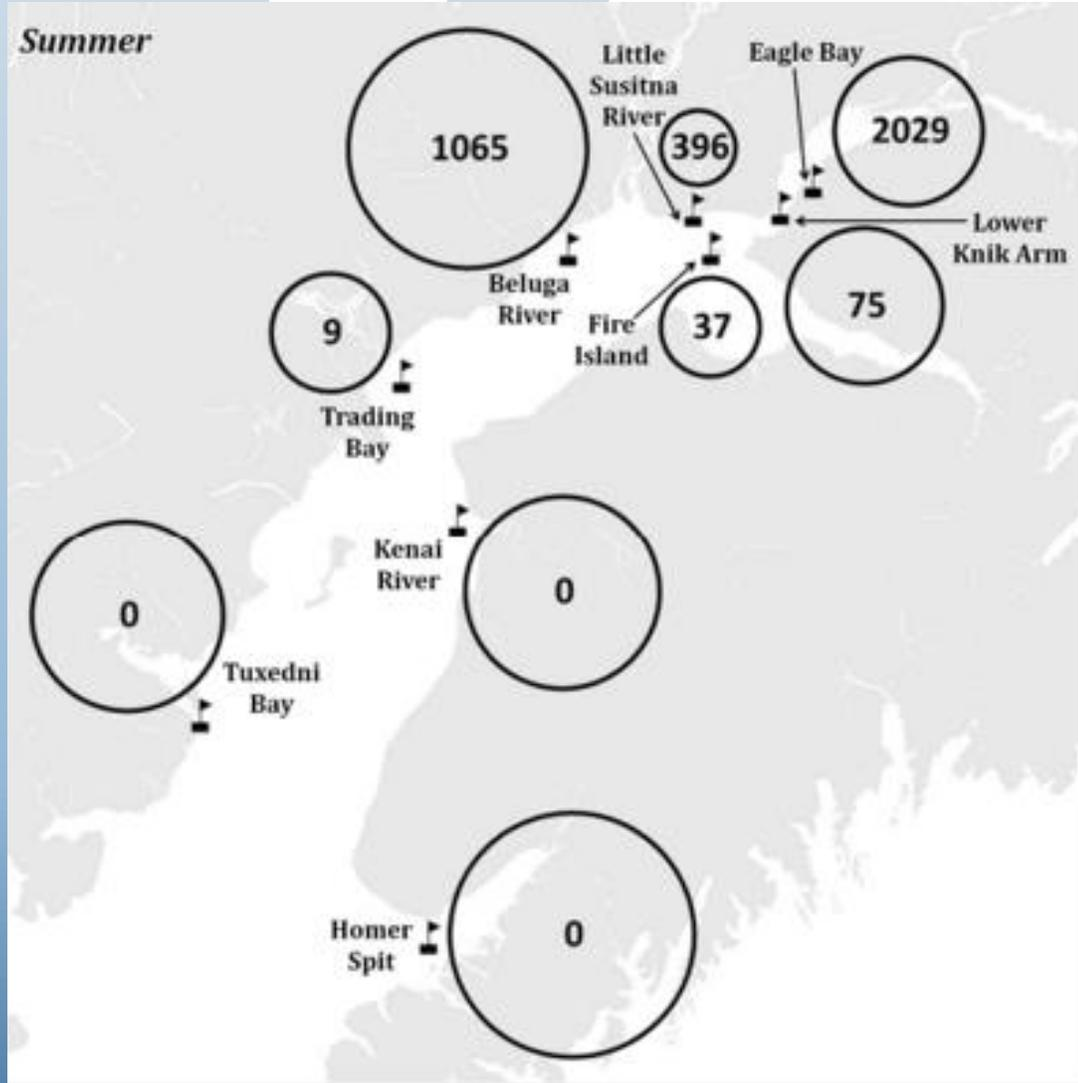 Summer
Little
Susitna
River
Eagle Bay
1065
396
2029
Lower
Knik Arm
Beluga
River
Fire
Island
37
75
9
Trading
Bay
Kenai
River
0
0
Tuxedni
Bay
Homer
Spit
0